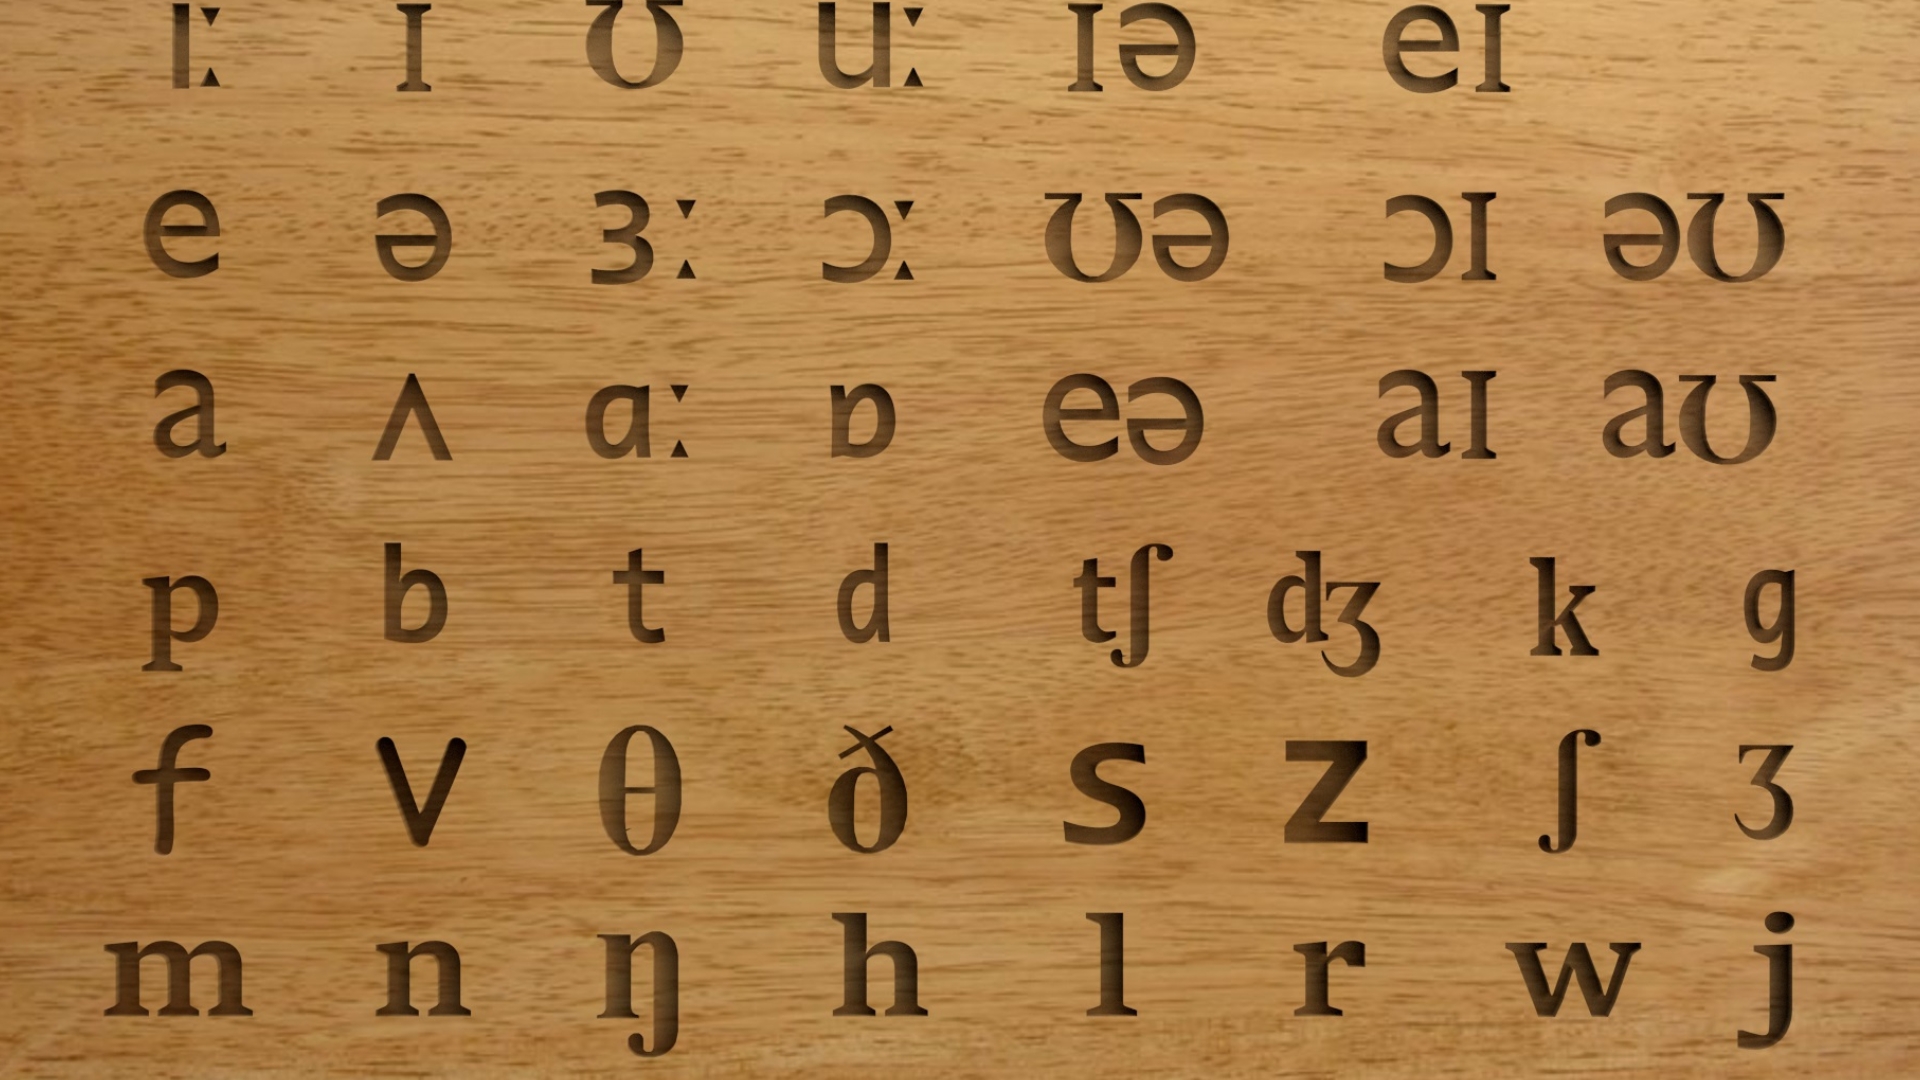 iː ɪ ʊ uː ɪə eɪ
e ə ɜː ɔː ʊə ɔɪ əʊ
a ʌ ɑː ɒ eə aɪ aʊ
p b t d tʃ dʒ k g
f v θ ð s z ʃ ʒ
m n ŋ h l r w j